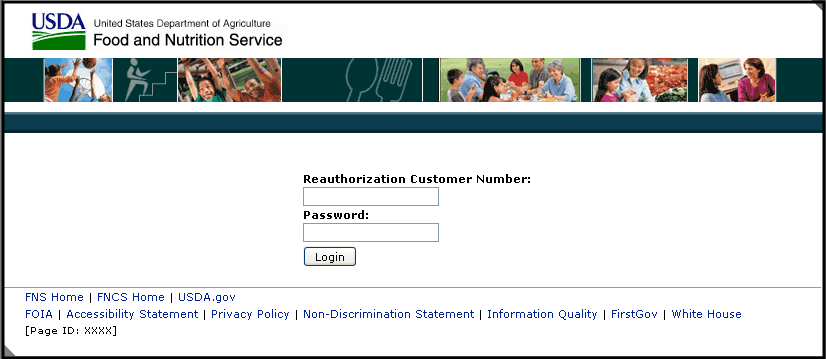 USDA United States Department of Agriculture
Food and Nutrition Service
Reauthorization Customer Number:
Password:
Login
FNS Home | FNCS Home | USDA.gov
FOIA | Accessibility Statement | Privacy Policy | Non-Discrimination Statement | Information Quality | FirstGov | White House
[Page ID: XXXX]